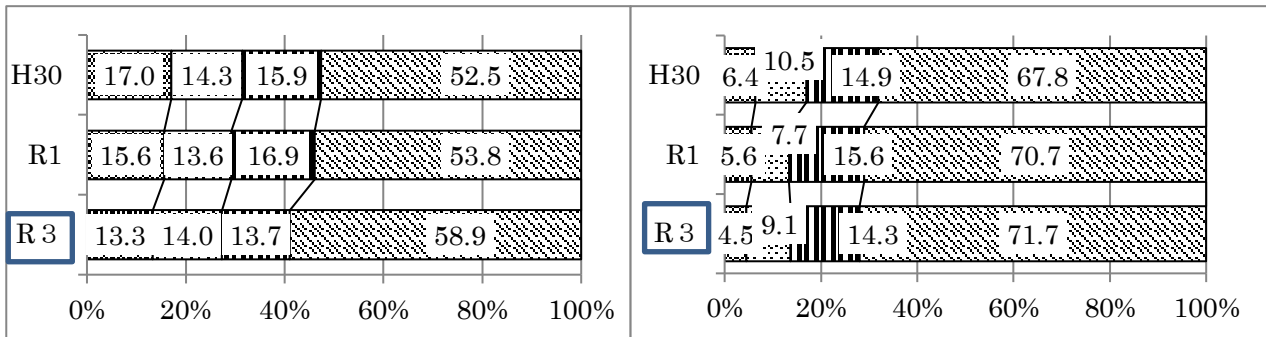 H30 17.0 14.3 15.9 52.5
R1 15.6 13.6 16.9 53.8
R3 13.3 14.0 13.7 58.9
0% 20% 40% 60% 80% 100%
H30 6.4 10.5 14.9 67.8
R1 5.6 7.7 15.6 70.7
R3 4.5 9.1 14.3 71.7
0% 20% 40% 60% 80% 100%